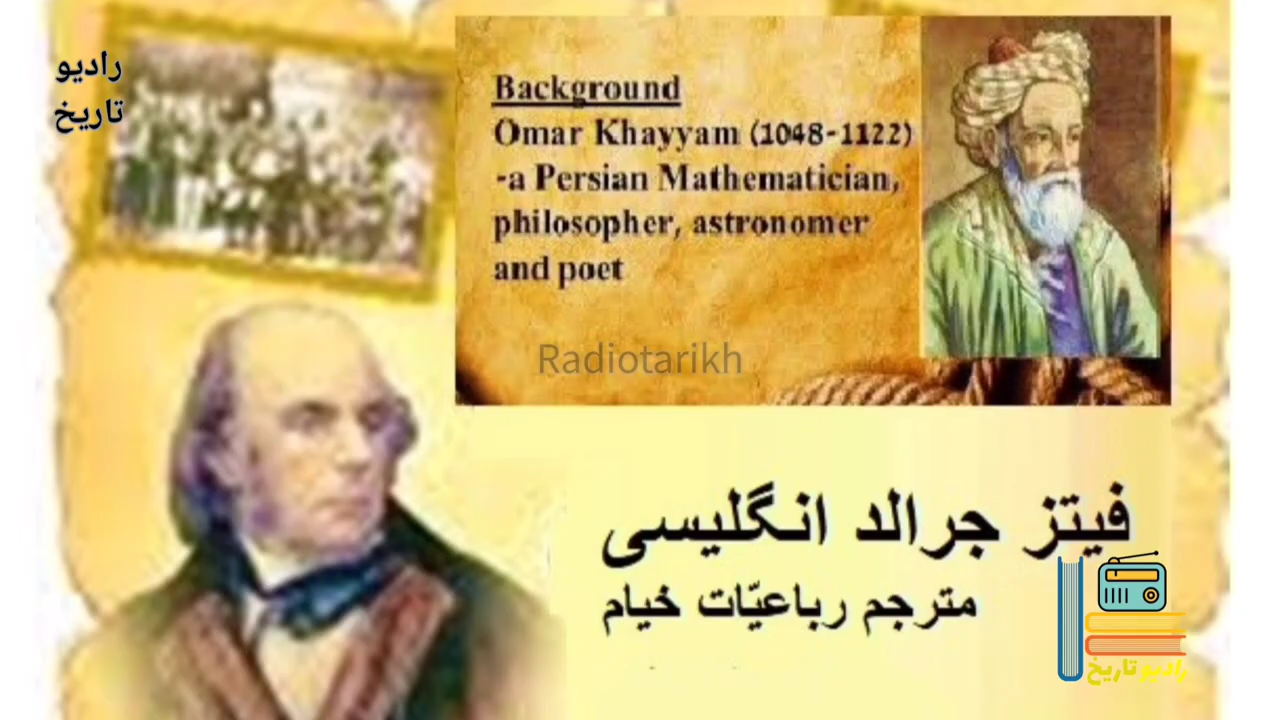 رادیو
تاریخ
Background
Omar Khayyam (1048-1122)
-a Persian Mathematician,
philosopher, astronomer
and poet
Radiotarikh
فیتز جرالد انگلیسی
مترجم رباعیّات خیام
رادیو تاریخ